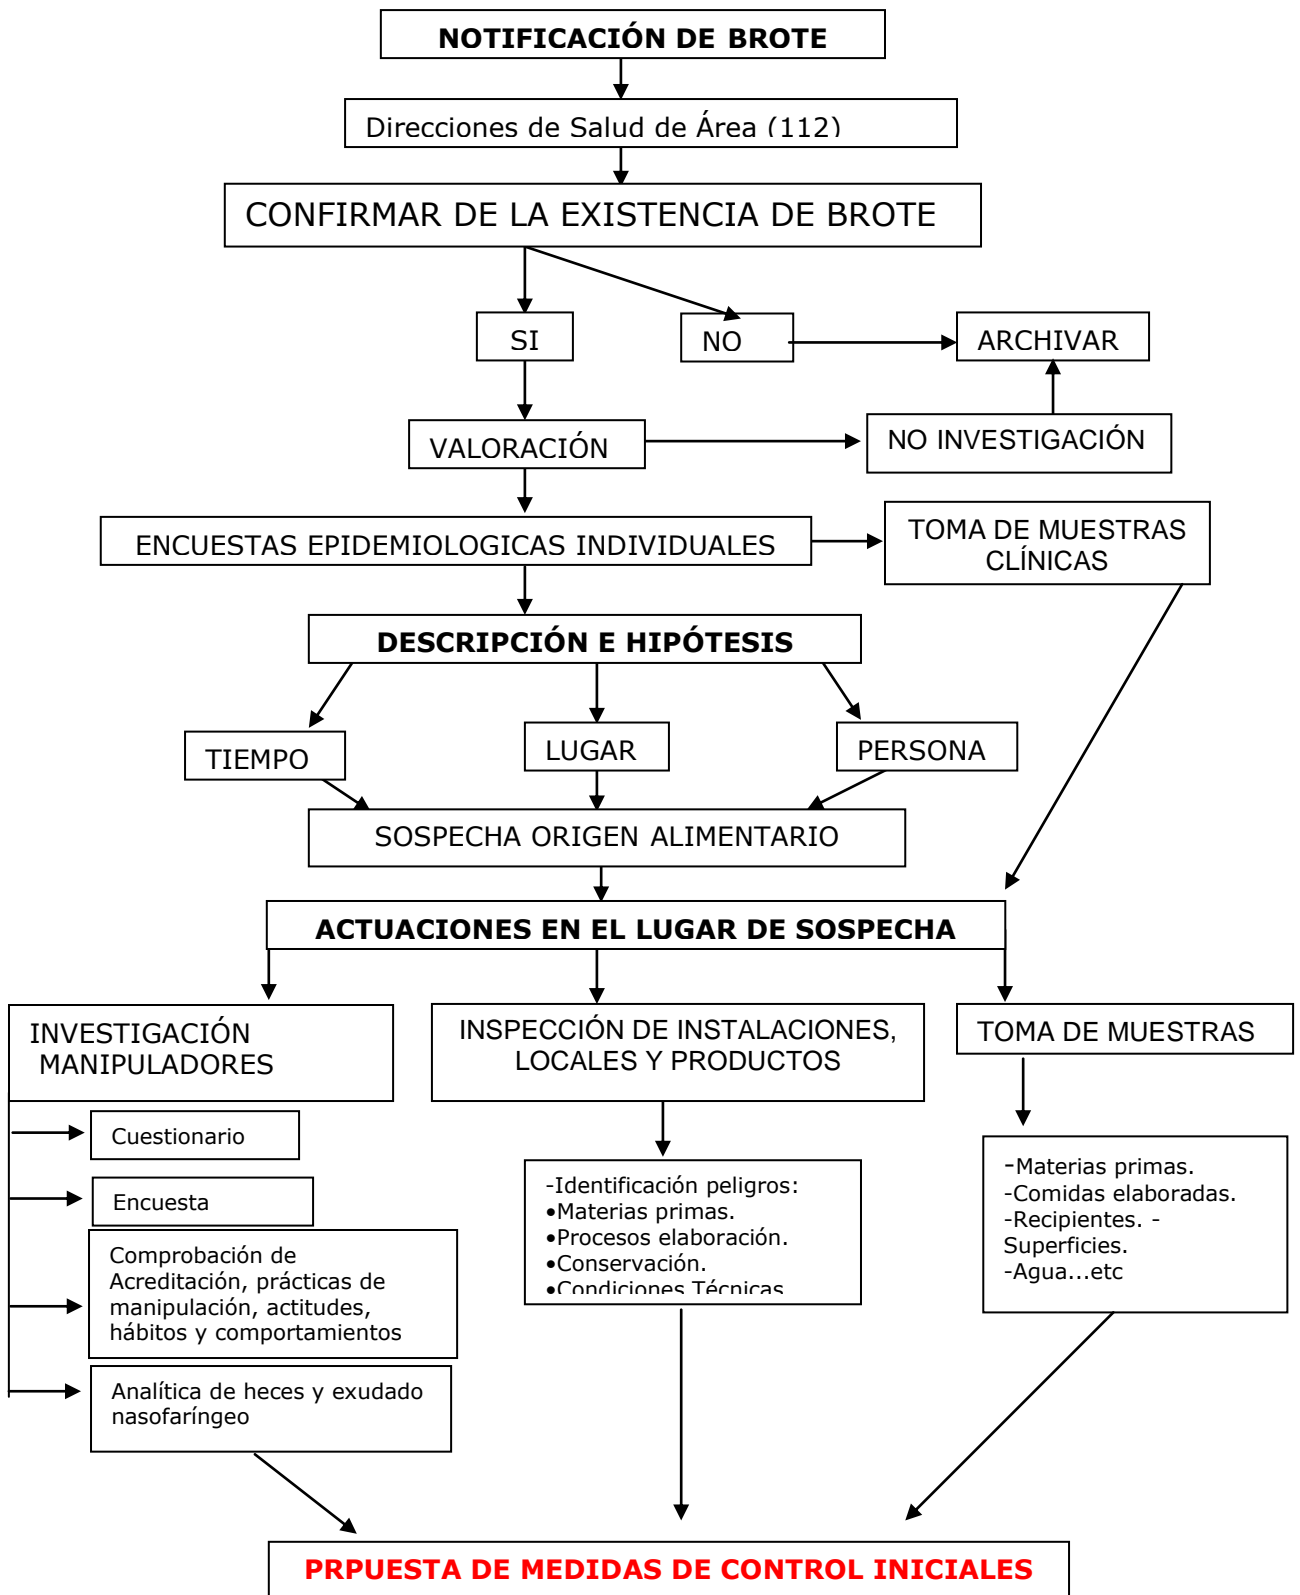 NOTIFICACIÓN DE BROTE
Direcciones de Salud de Área (112)
CONFIRMAR DE LA EXISTENCIA DE BROTE
SI
NO
ARCHIVAR
VALORACIÓN
NO INVESTIGACIÓN
ENCUESTAS EPIDEMIOLOGICAS INDIVIDUALES
TOMA DE MUESTRAS
CLÍNICAS
DESCRIPCIÓN E HIPÓTESIS
TIEMPO
LUGAR
PERSONA
SOSPECHA ORIGEN ALIMENTARIO
ACTUACIONES EN EL LUGAR DE SOSPECHA
INVESTIGACIÓN
MANIPULADORES
Cuestionario
Encuesta
Comprobación de
Acreditación, prácticas de
manipulación, actitudes,
hábitos y comportamientos
Analítica de heces y exudado
nasofaríngeo
INSPECCIÓN DE INSTALACIONES,
LOCALES Y PRODUCTOS
-Identificación peligros:
•Materias primas.
•Procesos elaboración.
•Conservación.
•Condiciones Técnicas
TOMA DE MUESTRAS
-Materias primas.
-Comidas elaboradas.
-Recipientes. -
Superficies.
-Agua...etc
PRPUESTA DE MEDIDAS DE CONTROL INICIALES